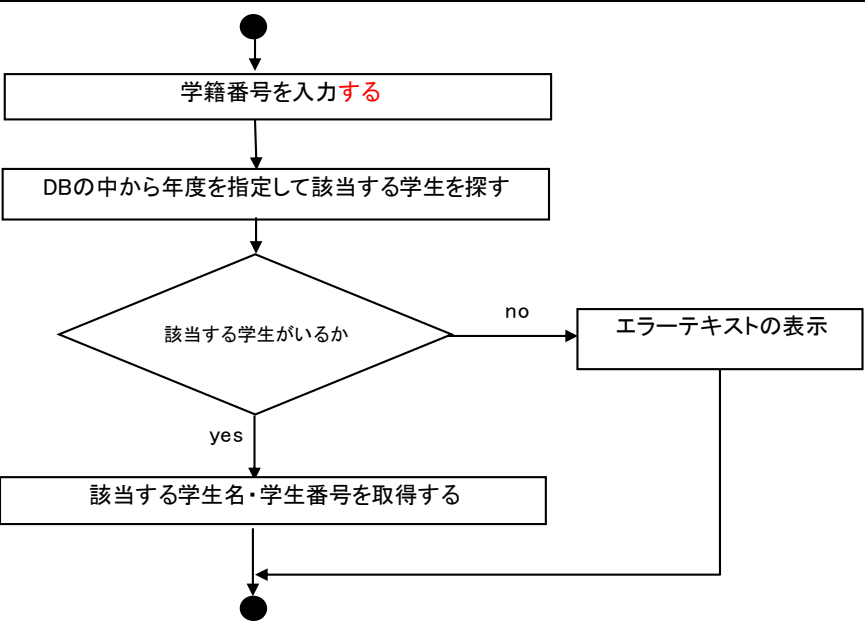 学籍番号を入力する
DBの中から年度を指定して該当する学生を探す
該当する学生がいるか
no
エラーテキストの表示
yes
該当する学生名・学生番号を取得する